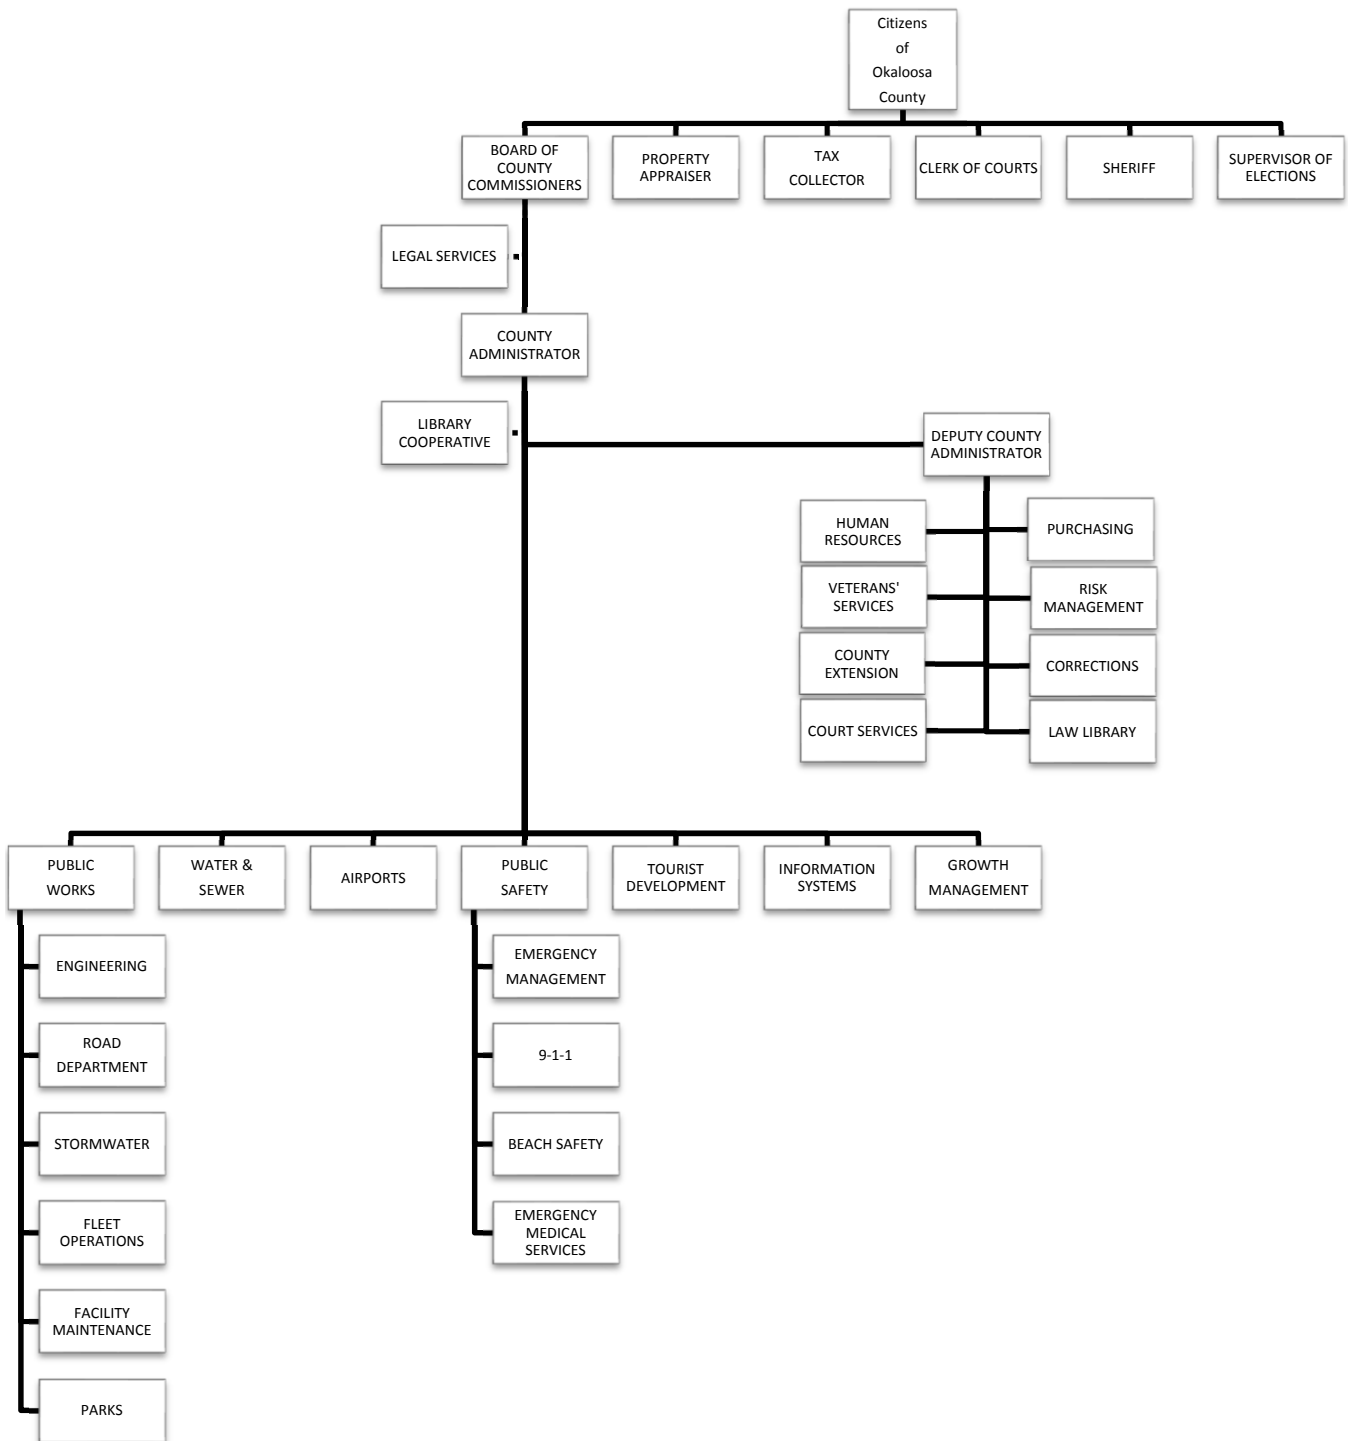 Citizens
of
Okaloosa
County
BOARD OF
COUNTY
COMMISSIONERS
PROPERTY
APPRAISER
TAX
COLLECTOR
CLERK OF COURTS
SHERIFF
SUPERVISOR OF
ELECTIONS
LEGAL SERVICES
COUNTY
ADMINISTRATOR
LIBRARY
COOPERATIVE
DEPUTY COUNTY
ADMINISTRATOR
HUMAN
RESOURCES
PURCHASING
VETERANS'
SERVICES
RISK
MANAGEMENT
COUNTY
EXTENSION
CORRECTIONS
COURT SERVICES
LAW LIBRARY
PUBLIC
WORKS
WATER &
SEWER
AIRPORTS
PUBLIC
SAFETY
TOURIST
DEVELOPMENT
INFORMATION
SYSTEMS
GROWTH
MANAGEMENT
ENGINEERING
ROAD
DEPARTMENT
STORMWATER
FLEET
OPERATIONS
FACILITY
MAINTENANCE
PARKS
EMERGENCY
MANAGEMENT
9-1-1
BEACH SAFETY
EMERGENCY
MEDICAL
SERVICES